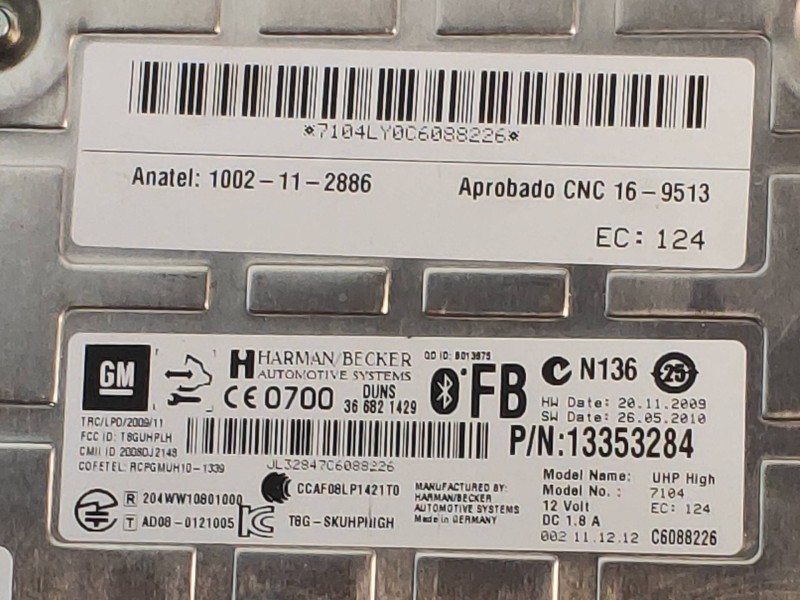 *7104LY0C6088226*
Anatel: 1002-11-2886 Aprobado CNC 16-9513
EC: 124
GM HARMAN/BECKER QD ID: B013875 N136 25
AUTOMOTIVE SYSTEMS
CE 0700 DUNS FB
36 682 1429
HW Date: 20.11.2009
SW Date: 26.05.2010
TRC/LPD/2009/11
FCC ID: T8GUHPLH
CMII ID: 2008DJ2148
COFETEL: RCPGMUH10-1339
P/N:13353284
JL32847C6088226
R 204WW10801000
T AD08-0121005
CCAF08LP1421T0
T8G-SKUHPHIGH
MANUFACTURED BY:
HARMAN/BECKER
AUTOMOTIVE SYSTEMS
Made in GERMANY
Model Name: UHP High
Model No.: 7104
12 Volt EC: 124
DC 1.8 A
002 11.12.12 C6088226